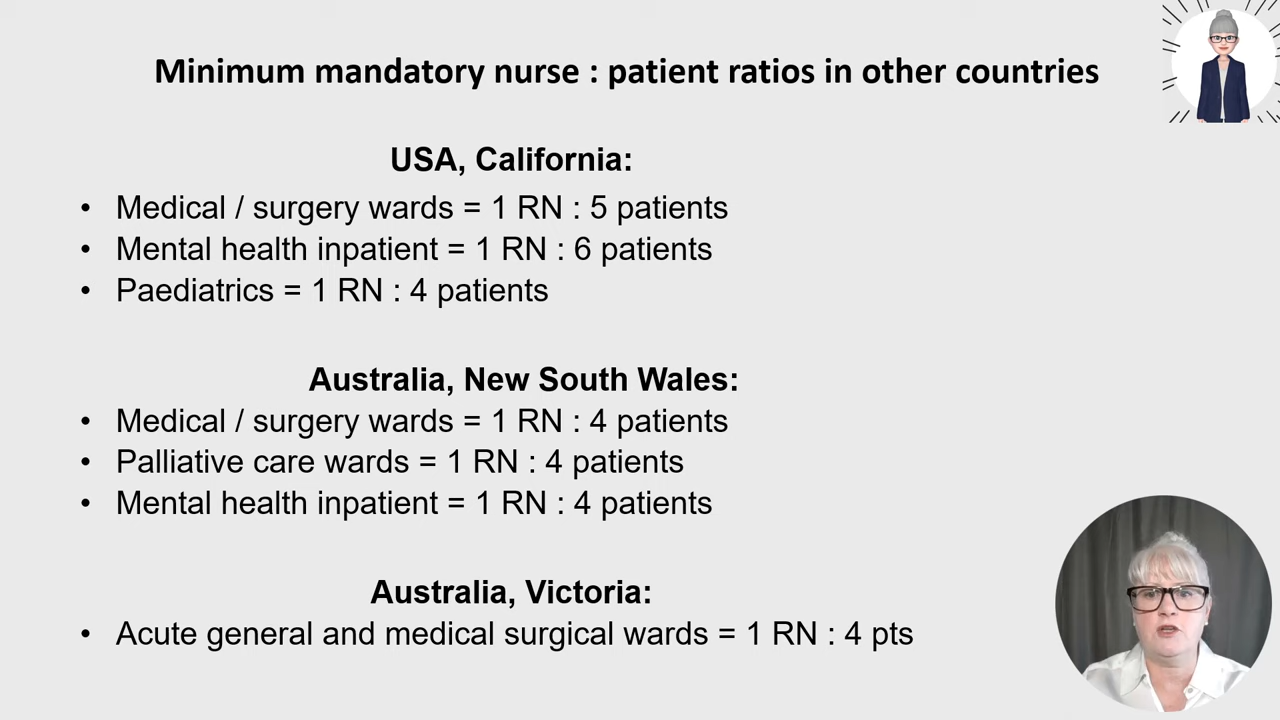 Minimum mandatory nurse : patient ratios in other countries
USA, California:
• Medical / surgery wards = 1 RN : 5 patients
• Mental health inpatient = 1 RN : 6 patients
• Paediatrics = 1 RN : 4 patients
Australia, New South Wales:
• Medical / surgery wards = 1 RN : 4 patients
• Palliative care wards = 1 RN : 4 patients
• Mental health inpatient = 1 RN : 4 patients
Australia, Victoria:
• Acute general and medical surgical wards = 1 RN : 4 pts